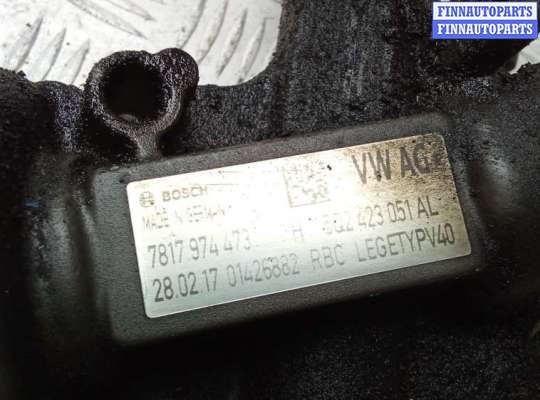 FINNAUTOPARTS
FINNAUTOPARTS
BOSCH VW AG
MADE IN GERMANY
7817 974 473 H 423 051 AL
28.02.17 01426882 RBC LEGETYPV40